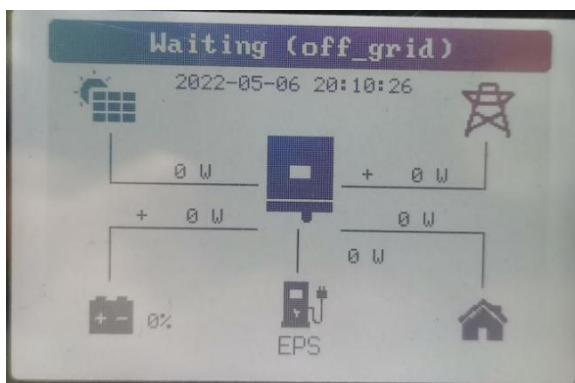 Waiting (off_grid)
2022-05-06 20:10:26
0 W
+ 0 W
+ 0 W
0 W
0 W
+ -
0%
EPS